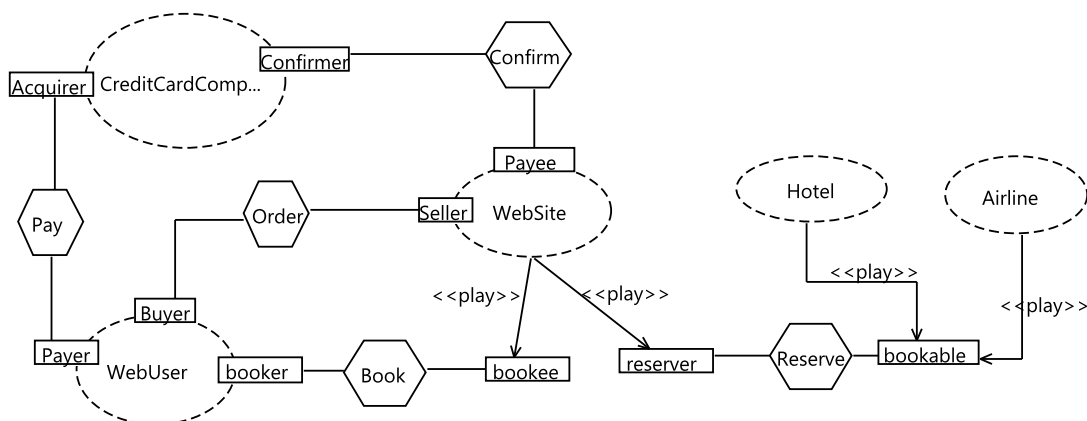 Confirmer
Confirm
Acquirer
CreditCardComp...
Payee
Hotel
Airline
Pay
Order
Seller
WebSite
<<play>>
<<play>>
<<play>>
<<play>>
Buyer
Payer
WebUser
booker
Book
bookee
reserver
Reserve
bookable